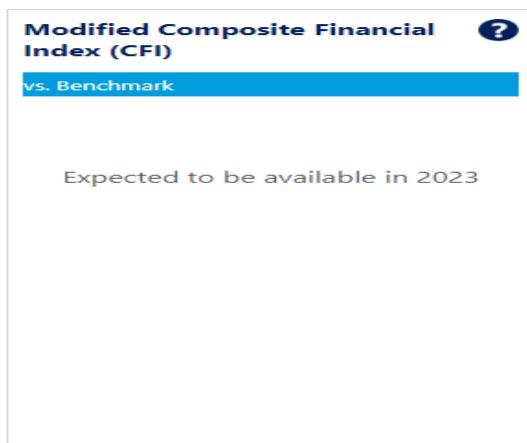 Modified Composite Financial
Index (CFI)
?
vs. Benchmark
Expected to be available in 2023